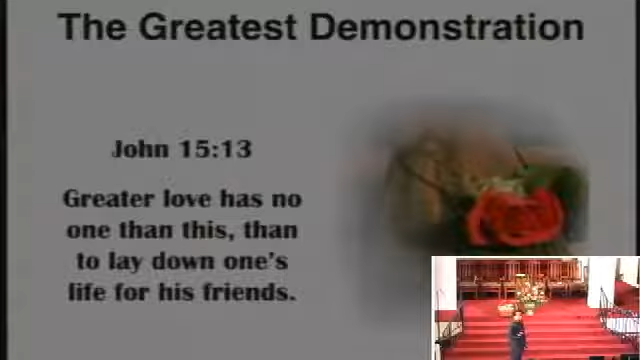 The Greatest Demonstration
John 15:13
Greater love has no
one than this, than
to lay down one's
life for his friends.